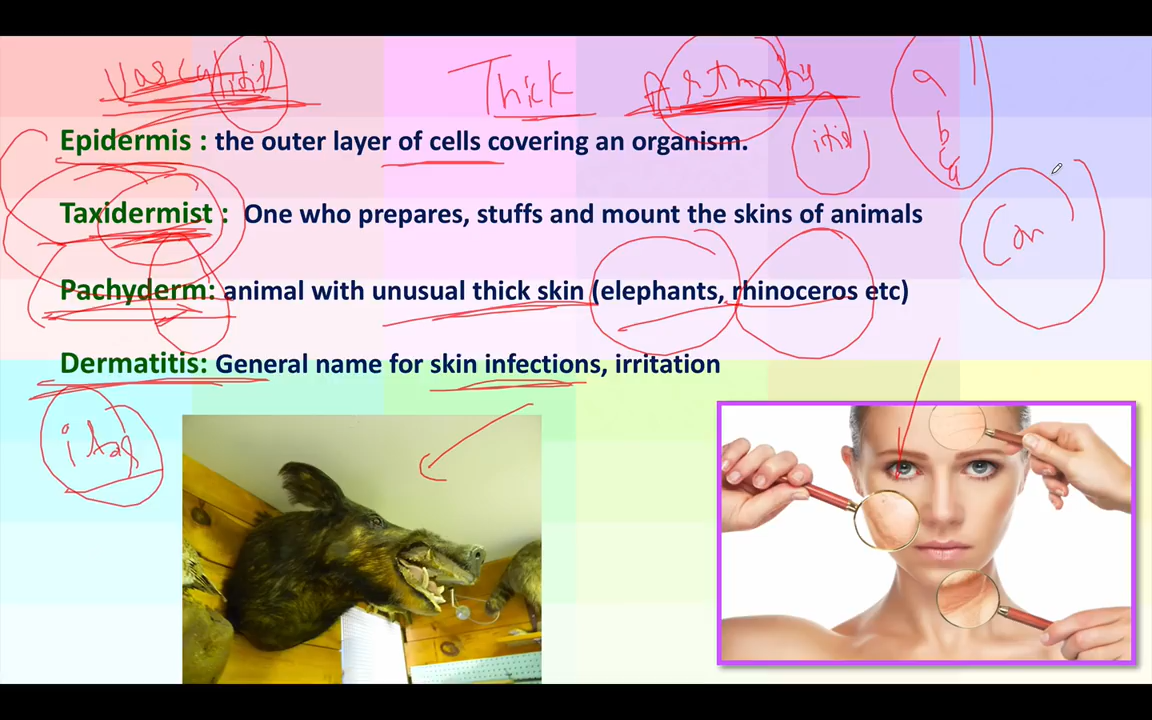 Thick
Epidermis : the outer layer of cells covering an organism.
itis
a
b
Taxidermist : One who prepares, stuffs and mount the skins of animals
Pachyderm: animal with unusual thick skin (elephants, rhinoceros etc)
Dermatitis: General name for skin infections, irritation